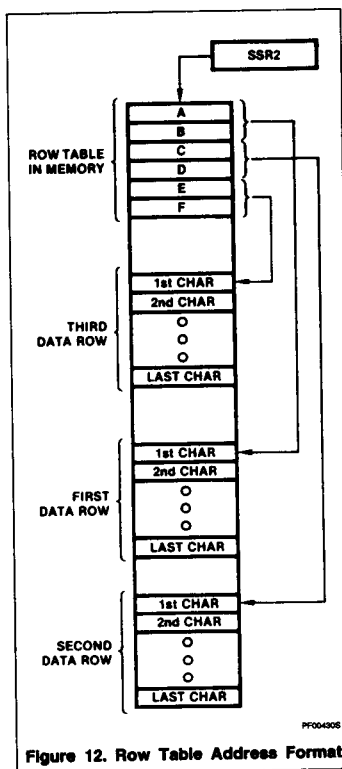 SSR2
A
B
ROW TABLE
IN MEMORY
C
D
E
F
1st CHAR
2nd CHAR
THIRD
DATA ROW
LAST CHAR
1st CHAR
2nd CHAR
FIRST
DATA ROW
LAST CHAR
1st CHAR
2nd CHAR
SECOND
DATA ROW
LAST CHAR
PF00430S
Figure 12. Row Table Address Format